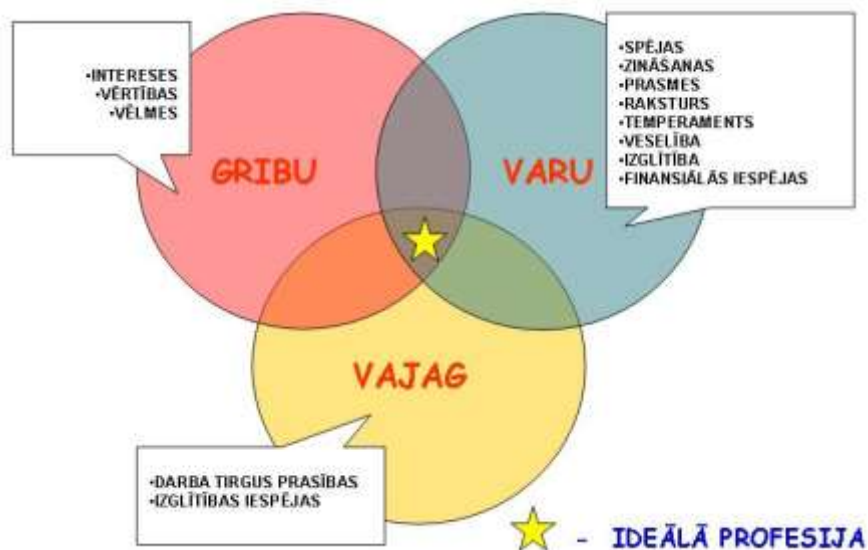 •INTERESES
•VĒRTĪBAS
•VĒLMES
GRIBU
•SPĒJAS
•ZINĀŠANAS
•PRASMES
•RAKSTURS
•TEMPERAMENTS
•VESELĪBA
•IZGLĪTĪBA
•FINANSIĀLĀS IESPĒJAS
VARU
VAJAG
•DARBA TIRGUS PRASĪBAS
•IZGLĪTĪBAS IESPĒJAS
- IDEĀLĀ PROFESIJA